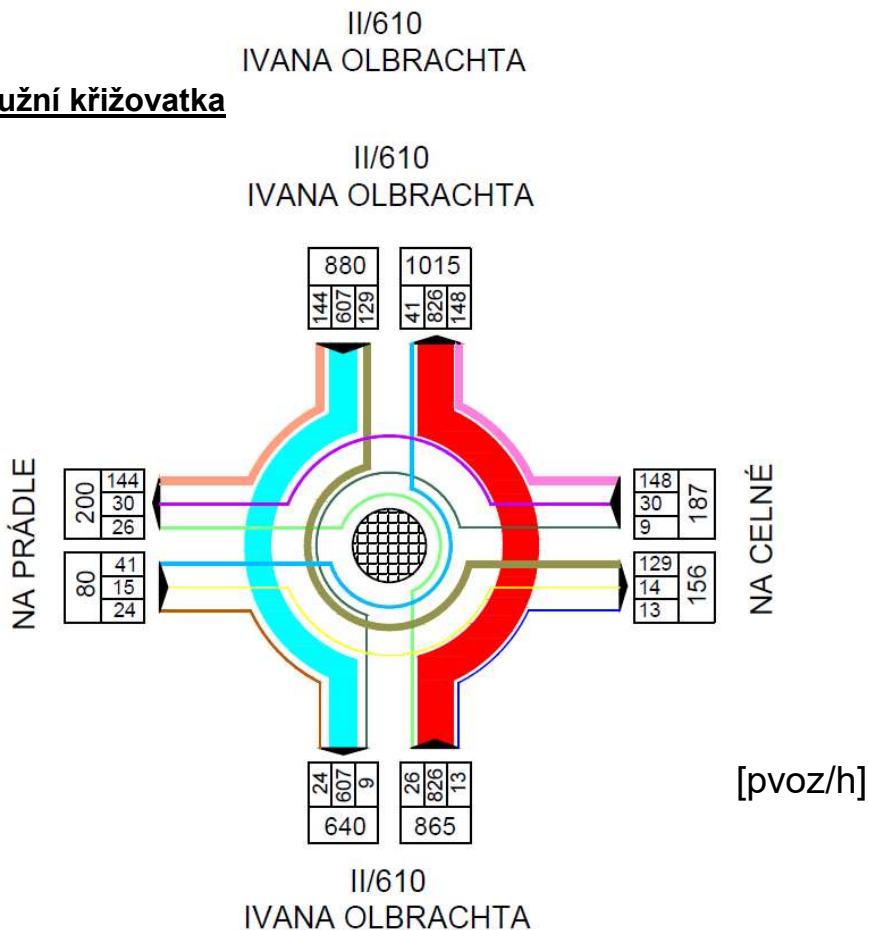 II/610
IVANA OLBRACHTA
užní křižovatka
II/610
IVANA OLBRACHTA
880
144 607 129
1015
41 826 148
NA PRÁDLE
200
144
30
26
80
41
15
24
148
30
9
187
129
14
13
156
NA CELNÉ
24 607 9
640
26 826 13
865
[pvoz/h]
II/610
IVANA OLBRACHTA